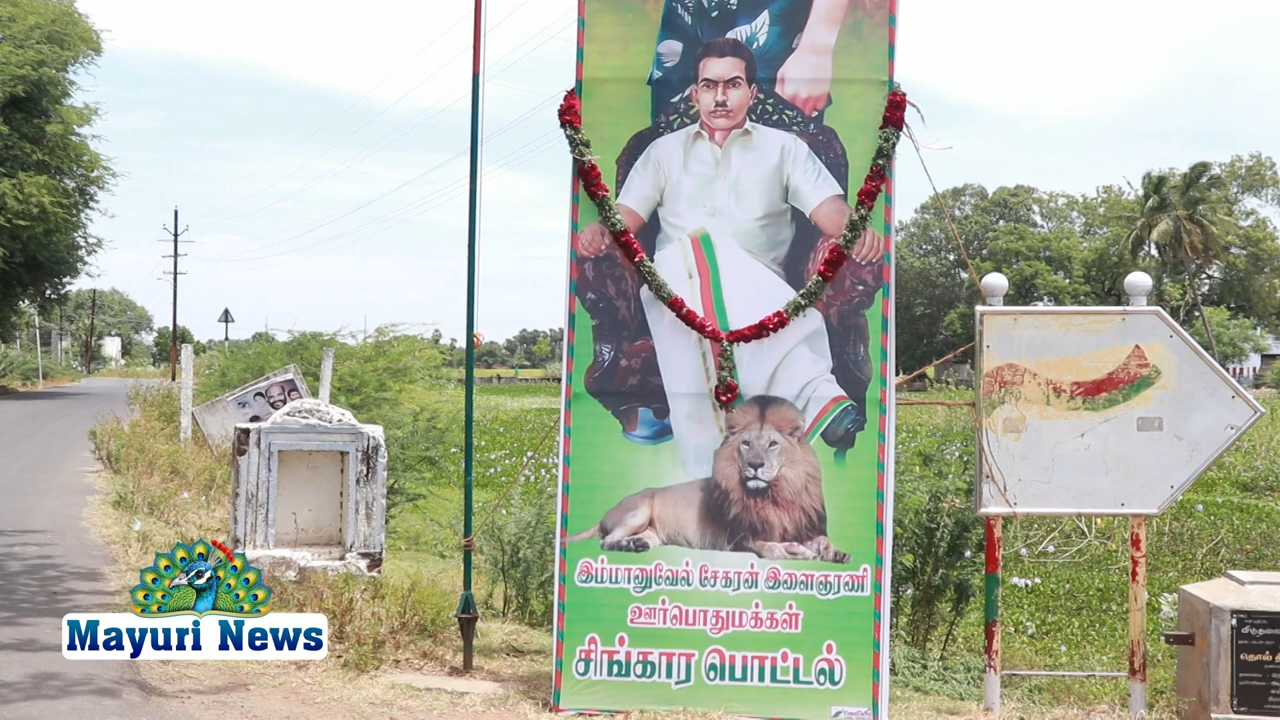 இம்மானுவேல் சேகரன் இளைஞரணி
ஊர்பொதுமக்கள்
சிங்கார பொட்டல்
Mayuri News